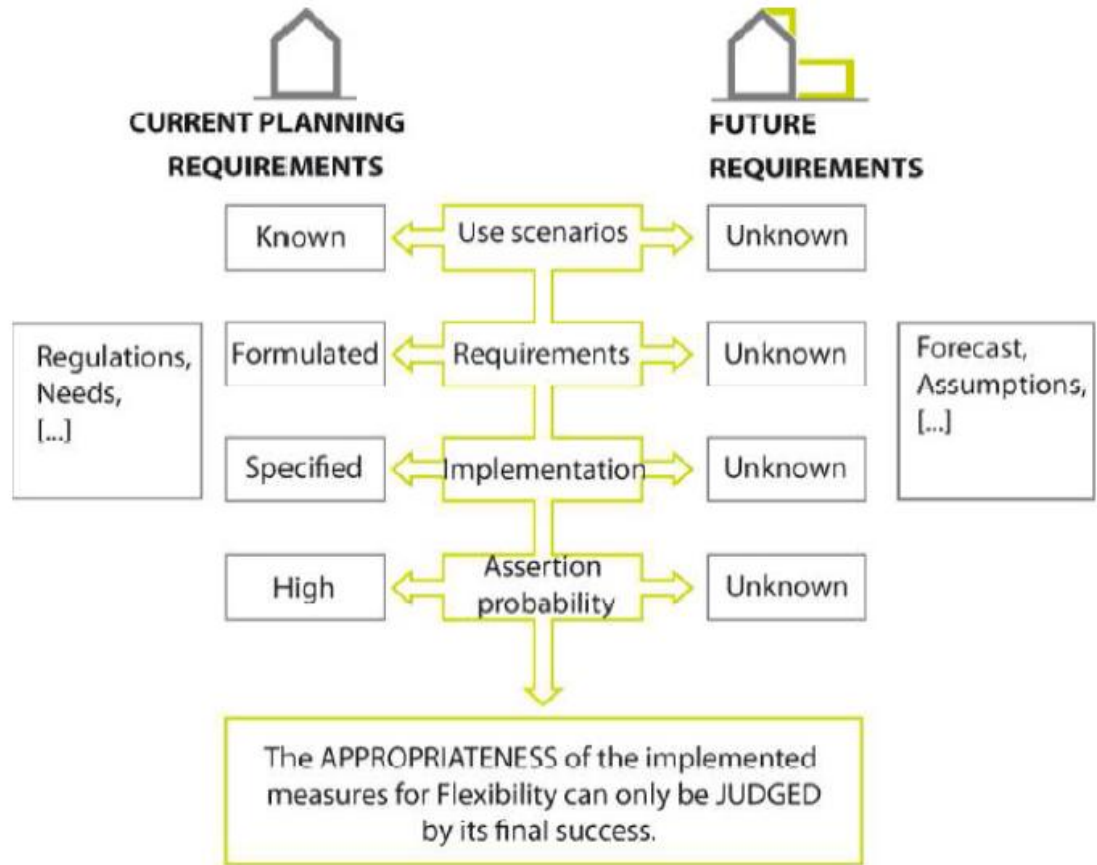 CURRENT PLANNING
REQUIREMENTS
FUTURE
REQUIREMENTS
Known
Use scenarios
Unknown
Regulations,
Needs,
[...]
Formulated
Requirements
Unknown
Forecast,
Assumptions,
[...]
Specified
Implementation
Unknown
High
Assertion
probability
Unknown
The APPROPRIATENESS of the implemented
measures for Flexibility can only be JUDGED
by its final success.